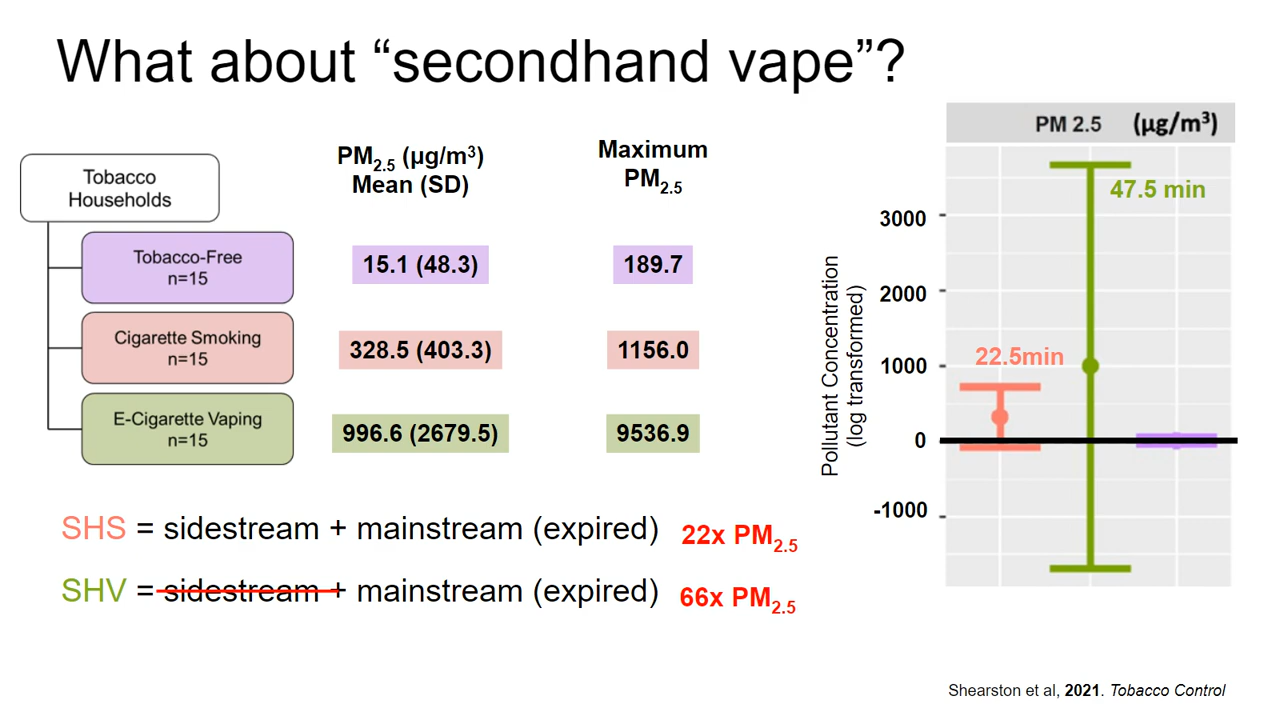 What about “secondhand vape”?
Tobacco
Households
Tobacco-Free
n=15
Cigarette Smoking
n=15
E-Cigarette Vaping
n=15
PM2.5 (µg/m³)
Mean (SD)
Maximum
PM2.5
15.1 (48.3)
189.7
328.5 (403.3)
1156.0
996.6 (2679.5)
9536.9
SHS = sidestream + mainstream (expired) 22x PM2.5
SHV = sidestream + mainstream (expired) 66x PM2.5
PM 2.5 (µg/m³)
Pollutant Concentration
(log transformed)
3000
2000
1000
0
-1000
22.5min
47.5 min
Shearston et al, 2021. Tobacco Control